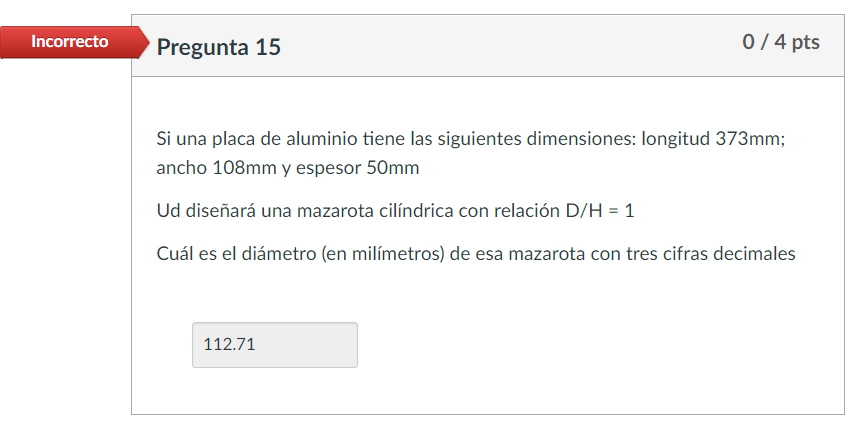 Incorrecto
Pregunta 15
0 / 4 pts
Si una placa de aluminio tiene las siguientes dimensiones: longitud 373mm;
ancho 108mm y espesor 50mm
Ud diseñará una mazarota cilíndrica con relación D/H = 1
Cuál es el diámetro (en milímetros) de esa mazarota con tres cifras decimales
112.71